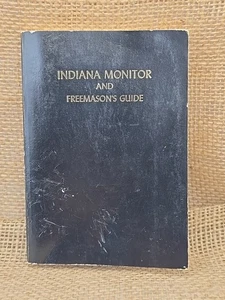 INDIANA MONITOR
AND
FREEMASON'S GUIDE